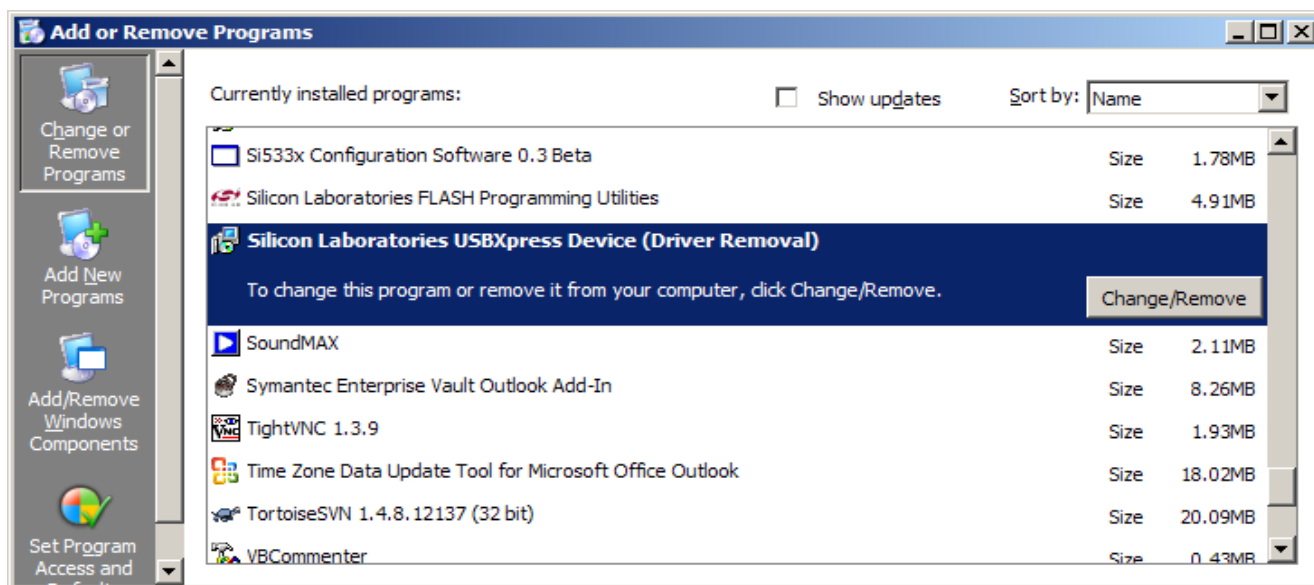 Add or Remove Programs
Change or
Remove
Programs
Add New
Programs
Add/Remove
Windows
Components
Set Program
Access and
Currently installed programs:
Show updates
Sort by: Name
Si533x Configuration Software 0.3 Beta Size 1.78MB
Silicon Laboratories FLASH Programming Utilities Size 4.91MB
Silicon Laboratories USBXpress Device (Driver Removal)
To change this program or remove it from your computer, click Change/Remove.
Change/Remove
SoundMAX Size 2.11MB
Symantec Enterprise Vault Outlook Add-In Size 8.26MB
TightVNC 1.3.9 Size 1.93MB
Time Zone Data Update Tool for Microsoft Office Outlook Size 18.02MB
TortoiseSVN 1.4.8.12137 (32 bit) Size 20.09MB
VBCommenter Size 0.43MB